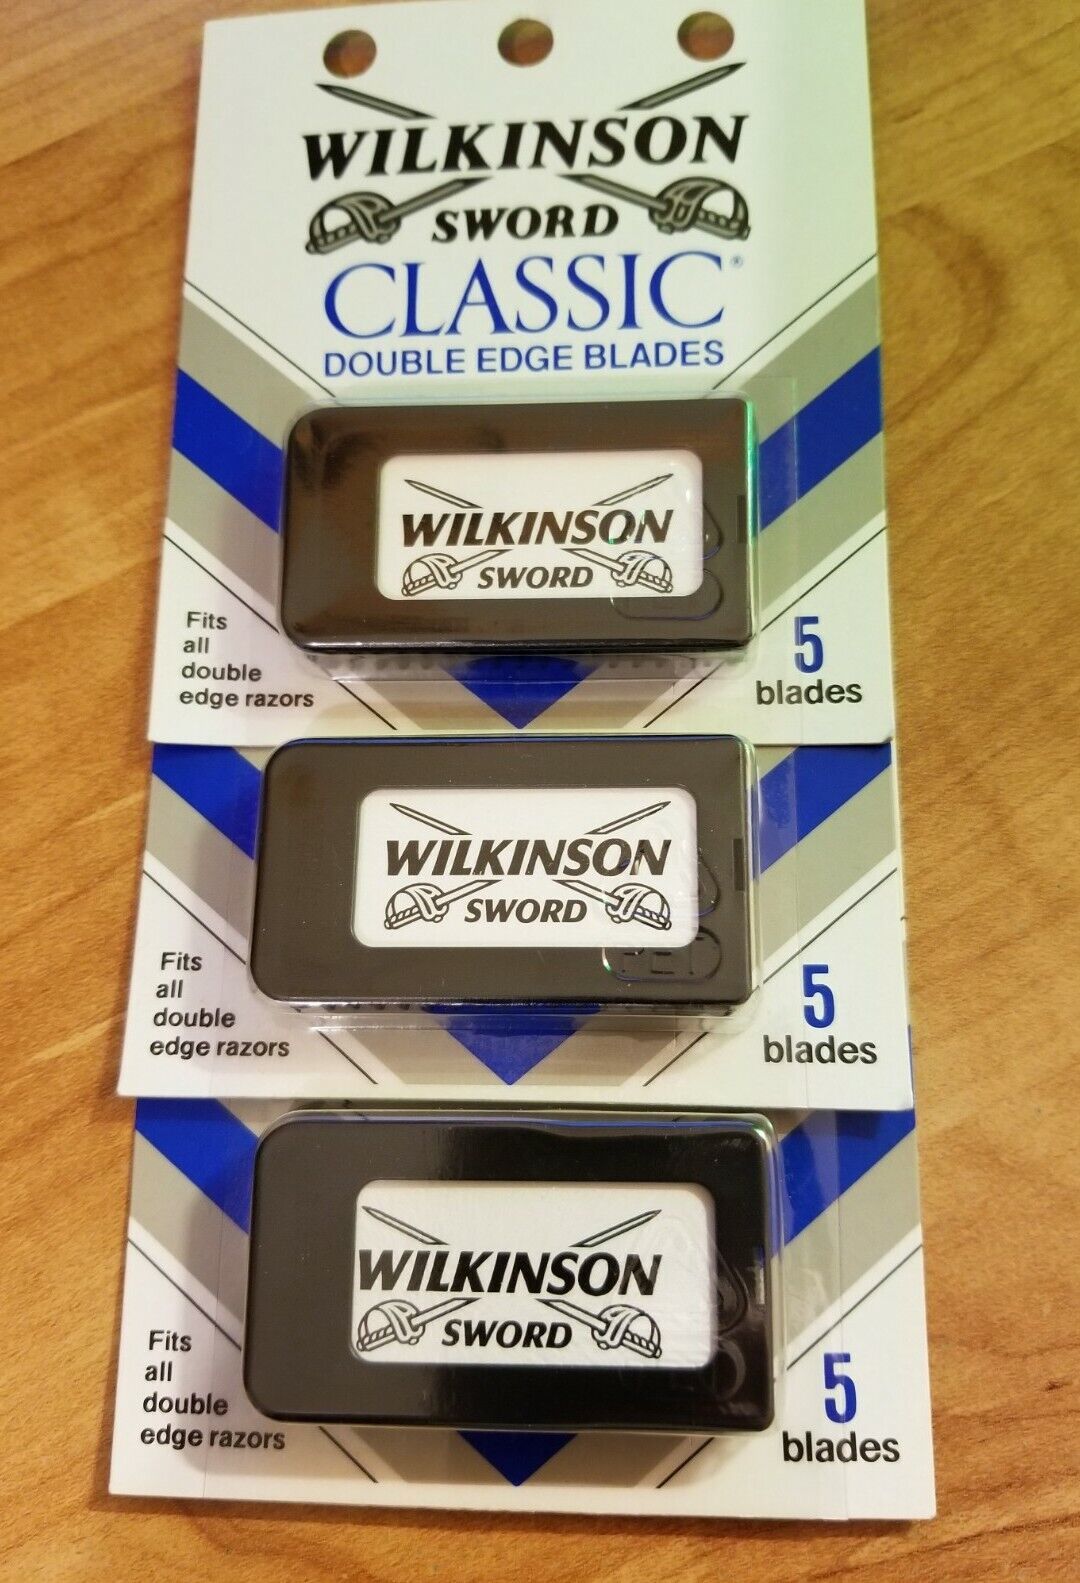 WILKINSON
SWORD
CLASSIC®
DOUBLE EDGE BLADES
WILKINSON
SWORD
Fits
all
double
edge razors
5
blades
WILKINSON
SWORD
PET
Fits
all
double
edge razors
5
blades
WILKINSON
SWORD
Fits
all
double
edge razors
5
blades